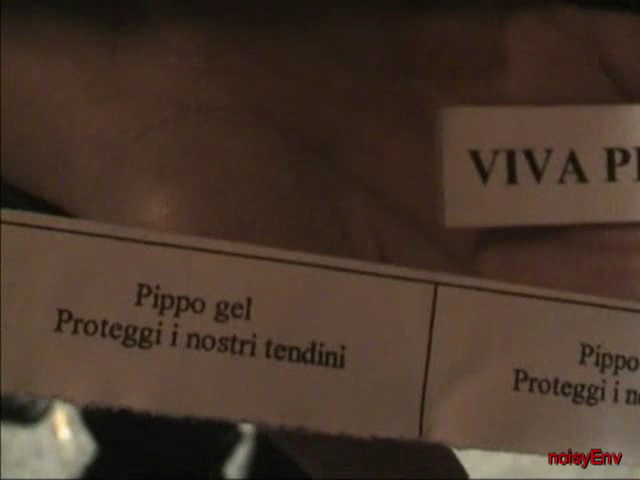 VIVA
Pippo gel
Proteggi i nostri tendini
Pippo
Proteggi i
noisyEnv